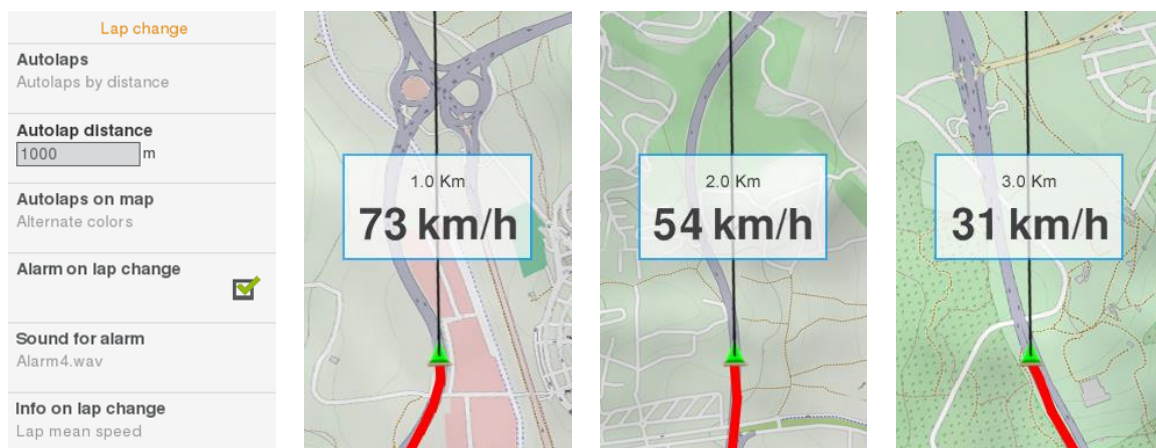 Lap change
Autolaps
Autolaps by distance
Autolap distance
1000 m
Autolaps on map
Alternate colors
Alarm on lap change
Sound for alarm
Alarm4.wav
Info on lap change
Lap mean speed
1.0 Km
73 km/h
2.0 Km
54 km/h
3.0 Km
31 km/h